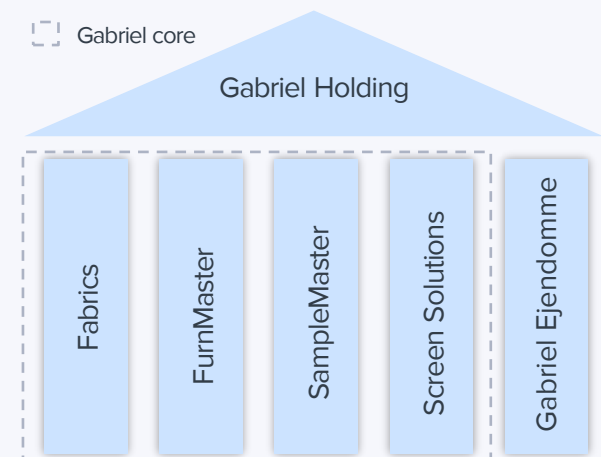 Gabriel core
Gabriel Holding
Fabrics
FurnMaster
SampleMaster
Screen Solutions
Gabriel Ejendomme